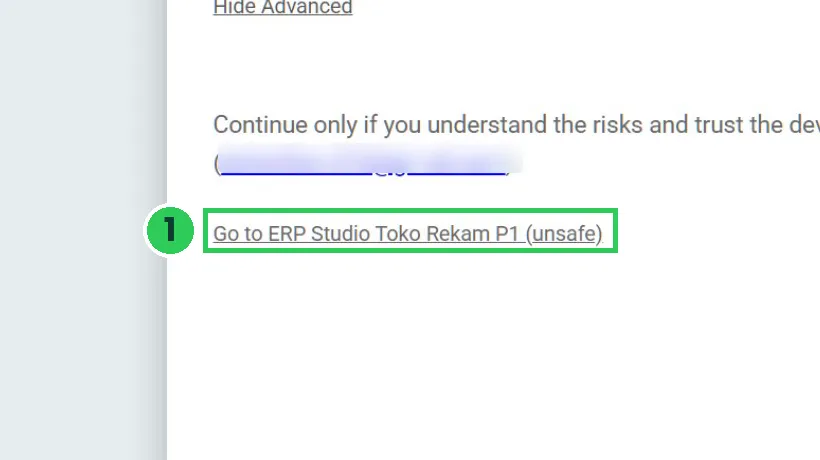 Hide Advanced
Continue only if you understand the risks and trust the
(
1
Go to ERP Studio Toko Rekam P1 (unsafe)